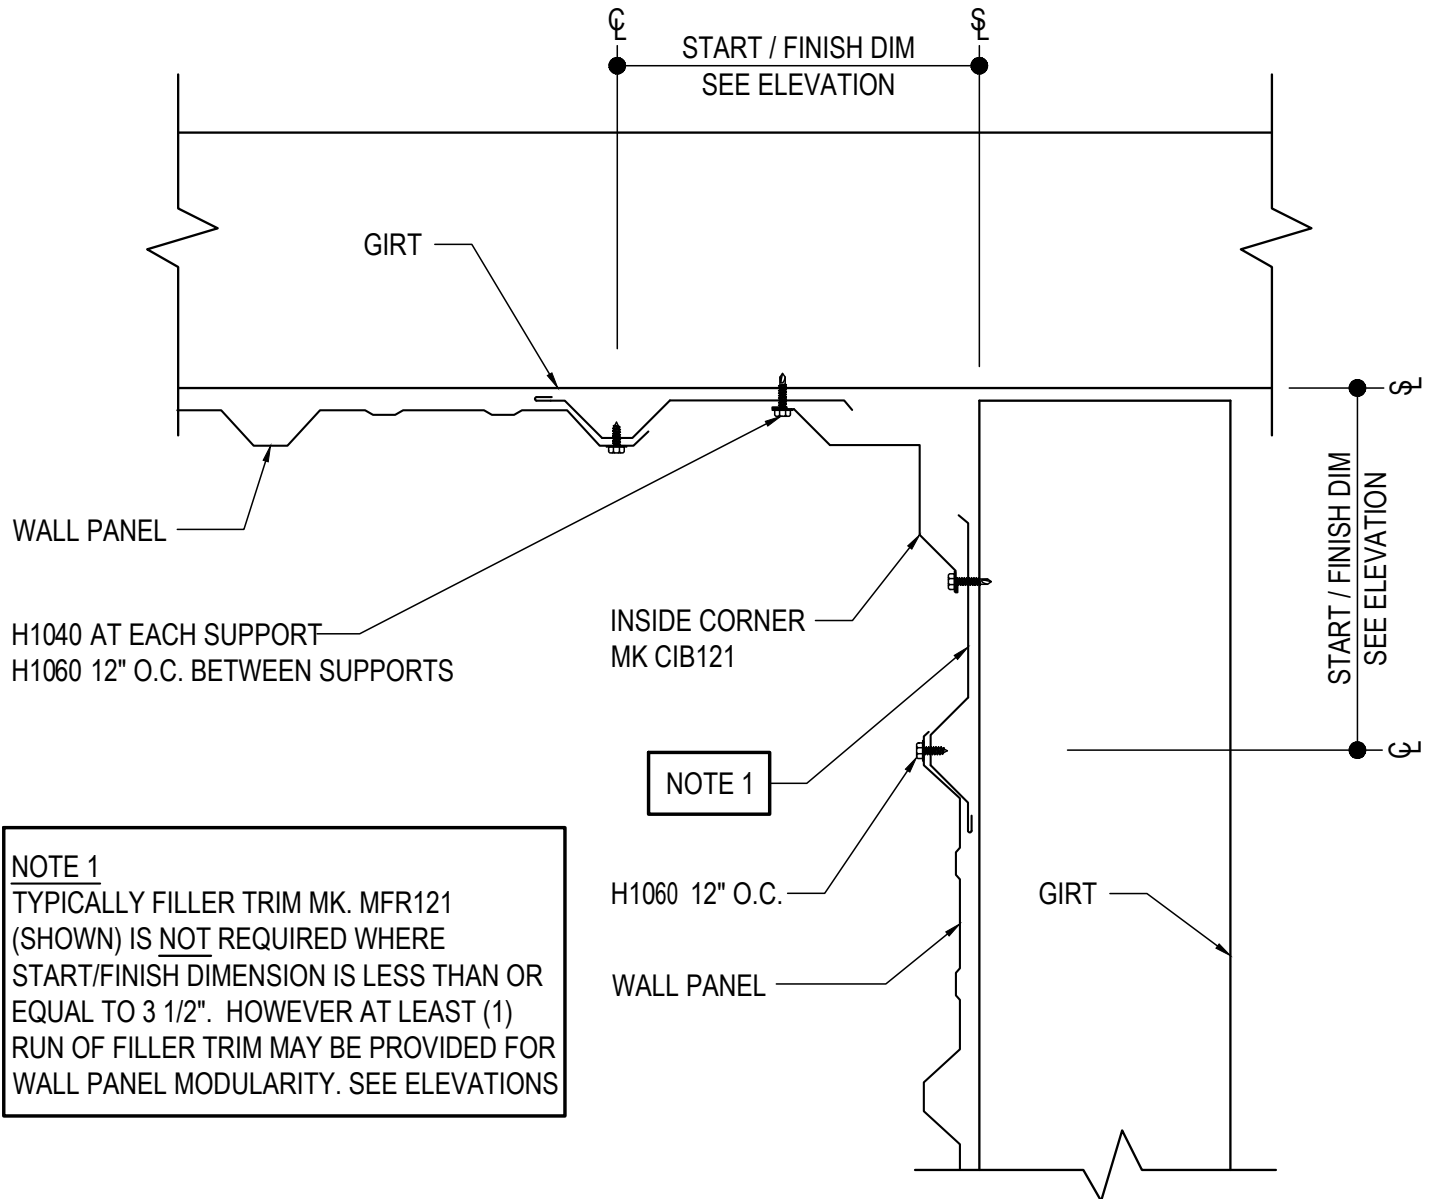 ℄
START / FINISH DIM
SEE ELEVATION
SL
GIRT
SL
START / FINISH DIM
SEE ELEVATION
WALL PANEL
H1040 AT EACH SUPPORT
H1060 12" O.C. BETWEEN SUPPORTS
INSIDE CORNER
MK CIB121
℄
NOTE 1
H1060 12" O.C.
GIRT
WALL PANEL
NOTE 1
TYPICALLY FILLER TRIM MK. MFR121
(SHOWN) IS NOT REQUIRED WHERE
START/FINISH DIMENSION IS LESS THAN OR
EQUAL TO 3 1/2". HOWEVER AT LEAST (1)
RUN OF FILLER TRIM MAY BE PROVIDED FOR
WALL PANEL MODULARITY. SEE ELEVATIONS